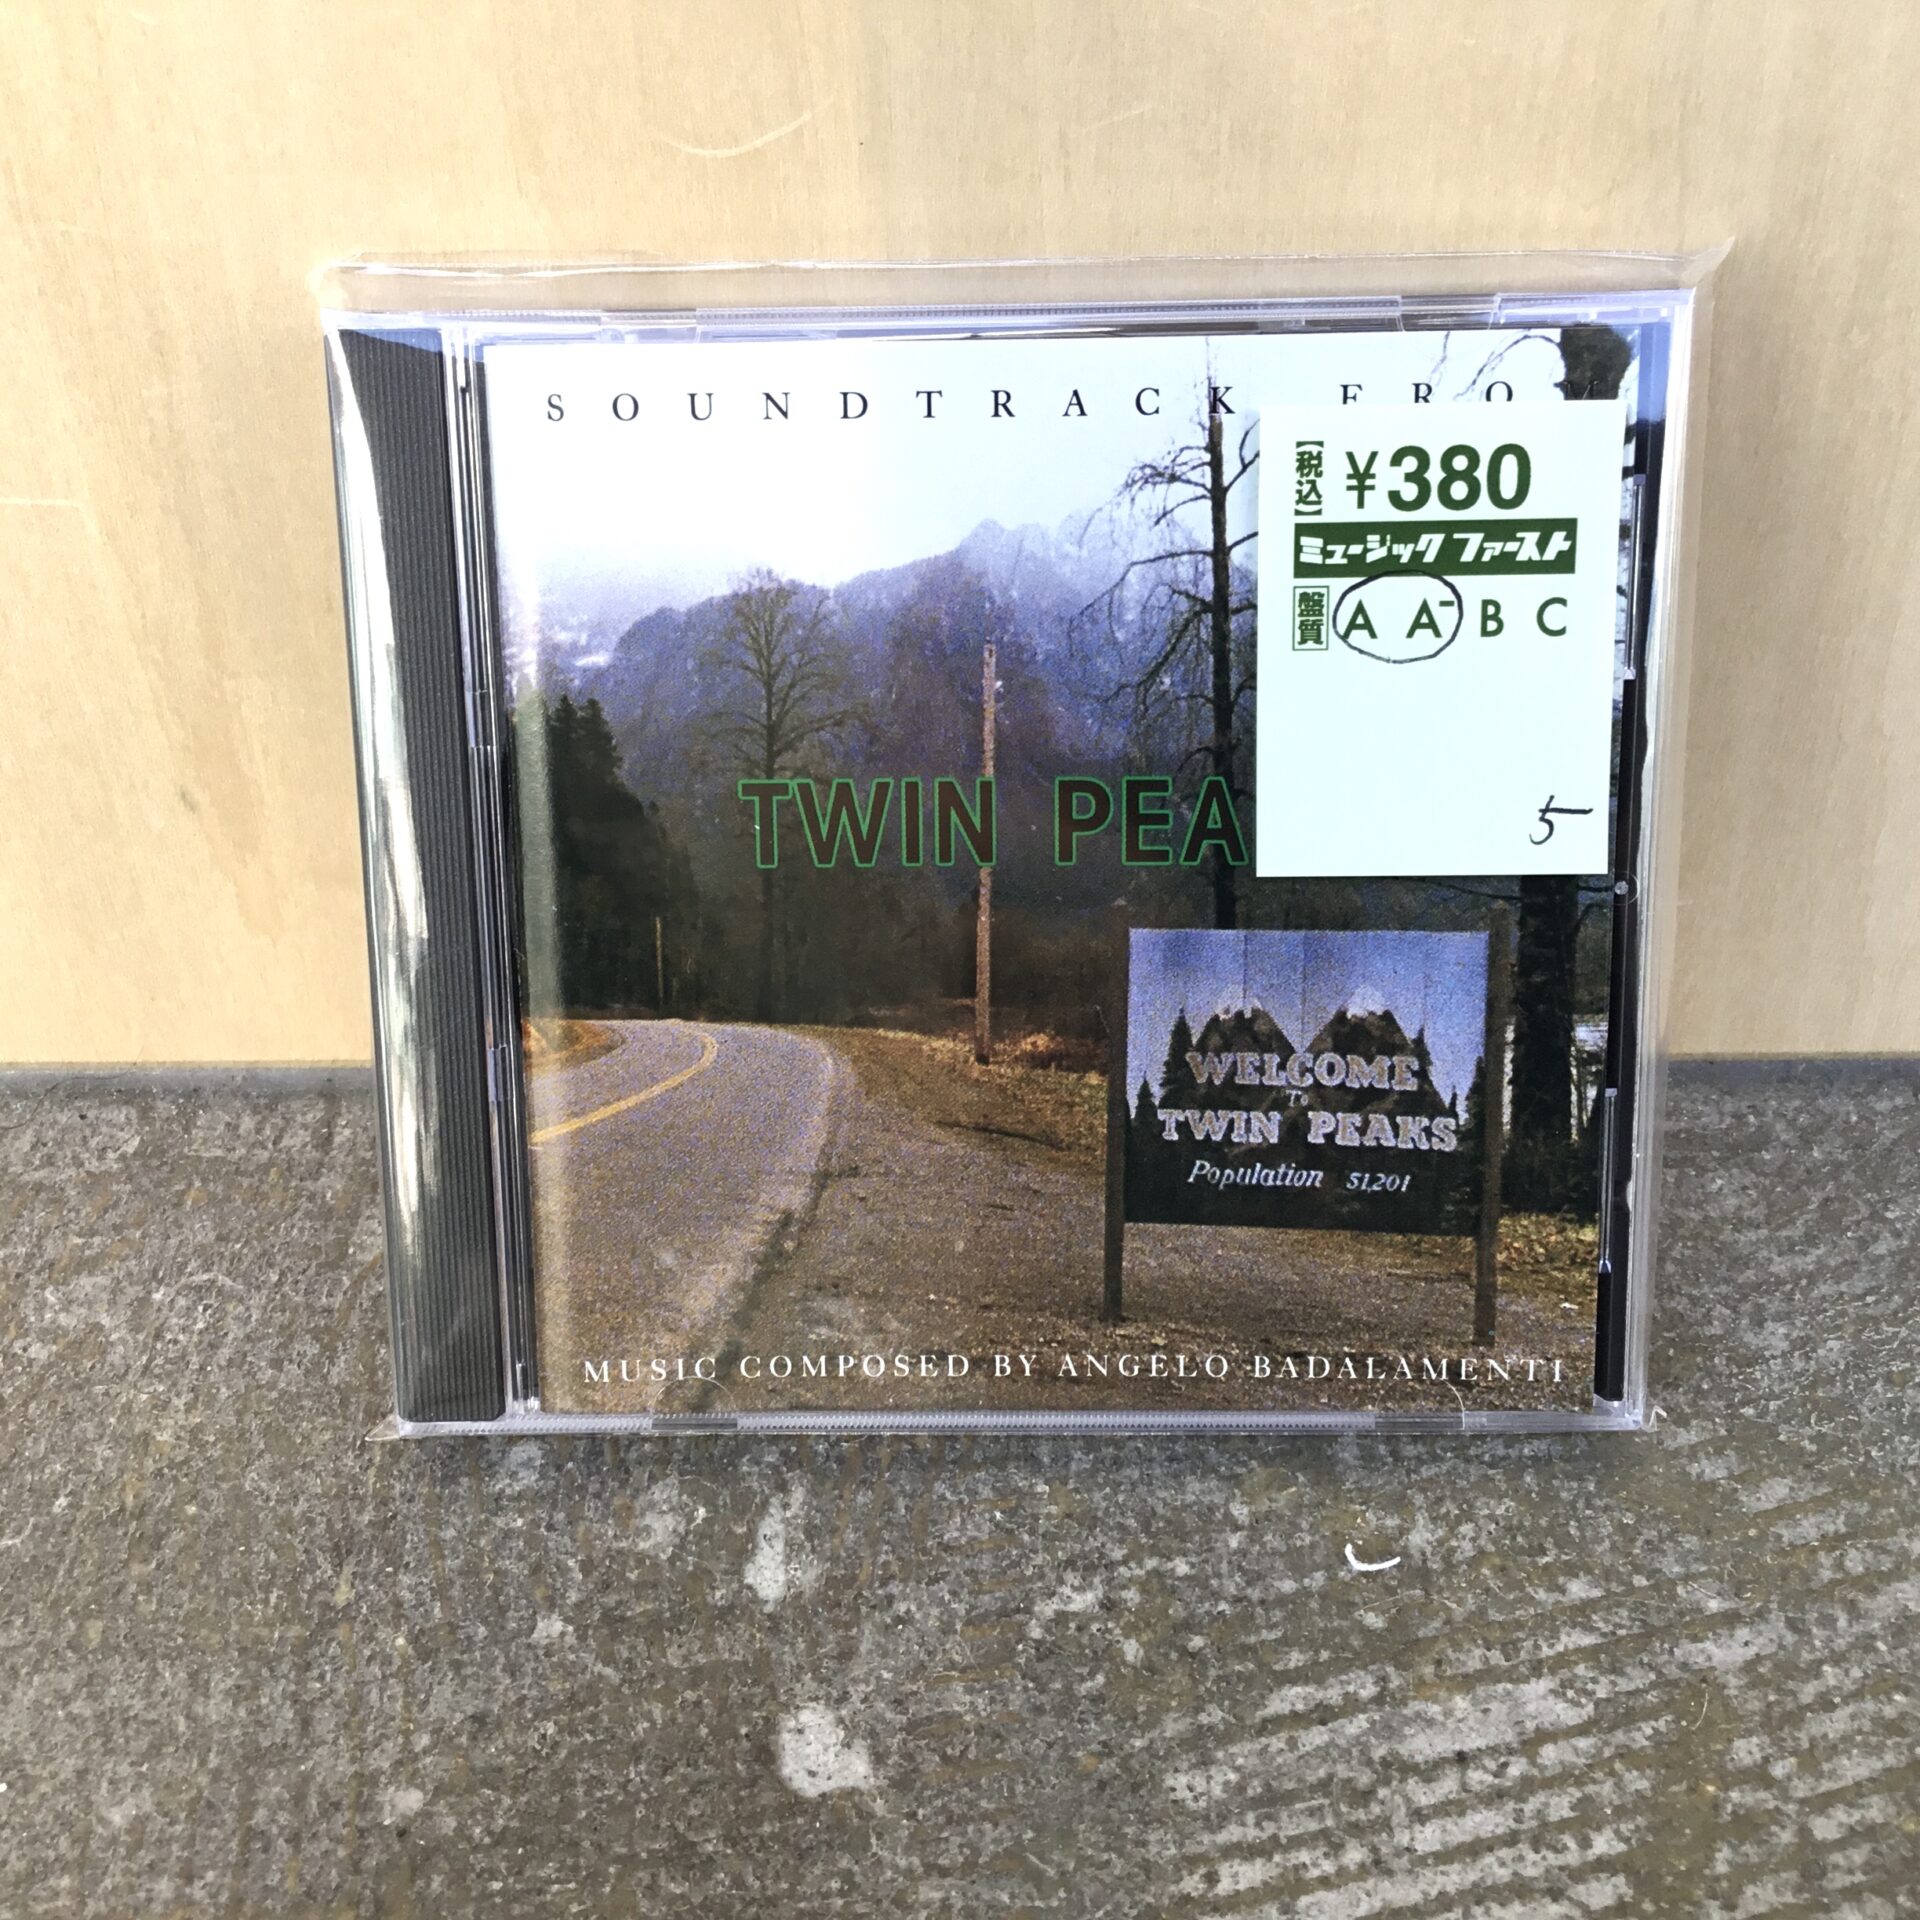 SOUNDTRACK FROM
【税込】 ¥380
ミュージック ファースト
盤質 A A- B C
5
TWIN PEA
WELCOME
To
TWIN PEAKS
Population 51,201
MUSIC COMPOSED BY ANGELO BADALAMENTI